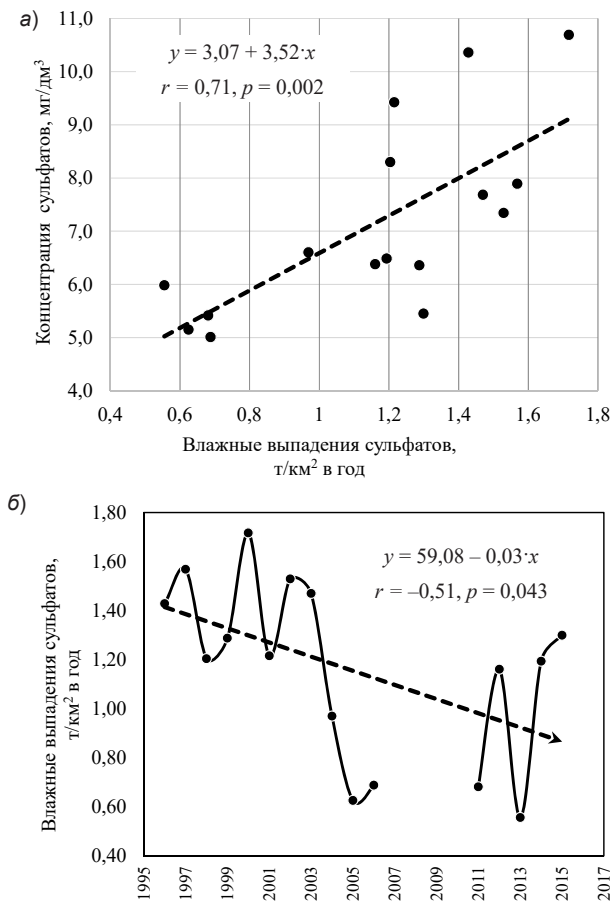 а)
Концентрация сульфатов, мг/дм³
11,0
10,0
9,0
8,0
7,0
6,0
5,0
4,0
y = 3,07 + 3,52·x
r = 0,71, p = 0,002
0,4 0,6 0,8 1 1,2 1,4 1,6 1,8
Влажные выпадения сульфатов,
т/км² в год
б)
Влажные выпадения сульфатов,
т/км² в год
1,80
1,60
1,40
1,20
1,00
0,80
0,60
0,40
y = 59,08 – 0,03·x
r = –0,51, p = 0,043
1995 1997 1999 2001 2003 2005 2007 2009 2011 2013 2015 2017